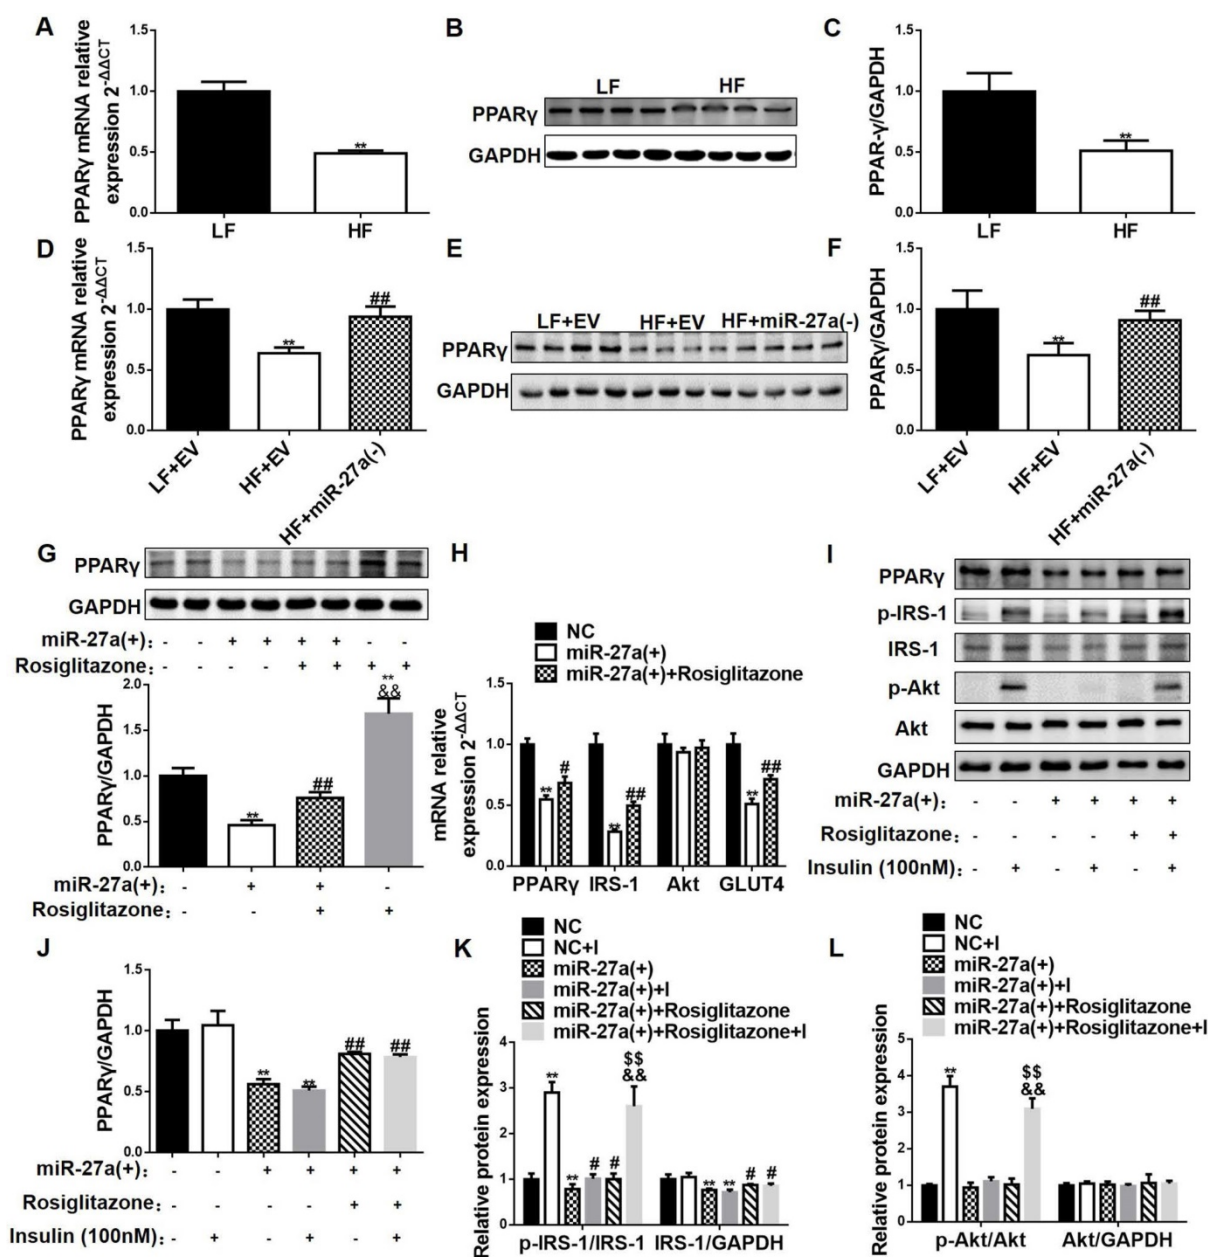 A
PPARγ mRNA relative
expression 2-ΔΔCT
1.5
1.0
0.5
0.0
**
LF
HF
B
LF
HF
PPARγ
GAPDH
C
PPAR-γ/GAPDH
1.5
1.0
0.5
0.0
**
LF
HF
D
PPARγ mRNA relative
expression 2-ΔΔCT
1.5
1.0
0.5
0.0
**
##
LF+EV
HF+EV
HF+miR-27a(-)
E
LF+EV
HF+EV
HF+miR-27a(-)
PPARγ
GAPDH
F
PPARγ/GAPDH
1.5
1.0
0.5
0.0
**
##
LF+EV
HF+EV
HF+miR-27a(-)
G
PPARγ
GAPDH
miR-27a(+): - - + + + + - -
Rosiglitazone: - - - - + + + +
PPARγ/GAPDH
2.0
1.5
1.0
0.5
0.0
**
##
**
&&
miR-27a(+): - + + -
Rosiglitazone: - - + +
H
NC
miR-27a(+)
miR-27a(+)+Rosiglitazone
mRNA relative
expression 2-ΔΔCT
1.5
1.0
0.5
0.0
**
#
**
##
**
##
PPARγ IRS-1 Akt GLUT4
I
PPARγ
p-IRS-1
IRS-1
p-Akt
Akt
GAPDH
miR-27a(+): - - + + + +
Rosiglitazone: - - - - + +
Insulin (100nM): - + - + - +
J
PPARγ/GAPDH
1.5
1.0
0.5
0.0
**
**
##
##
miR-27a(+): - - + + + +
Rosiglitazone: - - - - + +
Insulin (100nM): - + - + - +
K
NC
NC+I
miR-27a(+)
miR-27a(+)+I
miR-27a(+)+Rosiglitazone
miR-27a(+)+Rosiglitazone+I
Relative protein expression
4
3
2
1
0
**
**
#
#
$$
&&
**
**
#
#
p-IRS-1/IRS-1 IRS-1/GAPDH
L
NC
NC+I
miR-27a(+)
miR-27a(+)+I
miR-27a(+)+Rosiglitazone
miR-27a(+)+Rosiglitazone+I
Relative protein expression
5
4
3
2
1
0
**
$$
&&
p-Akt/Akt Akt/GAPDH